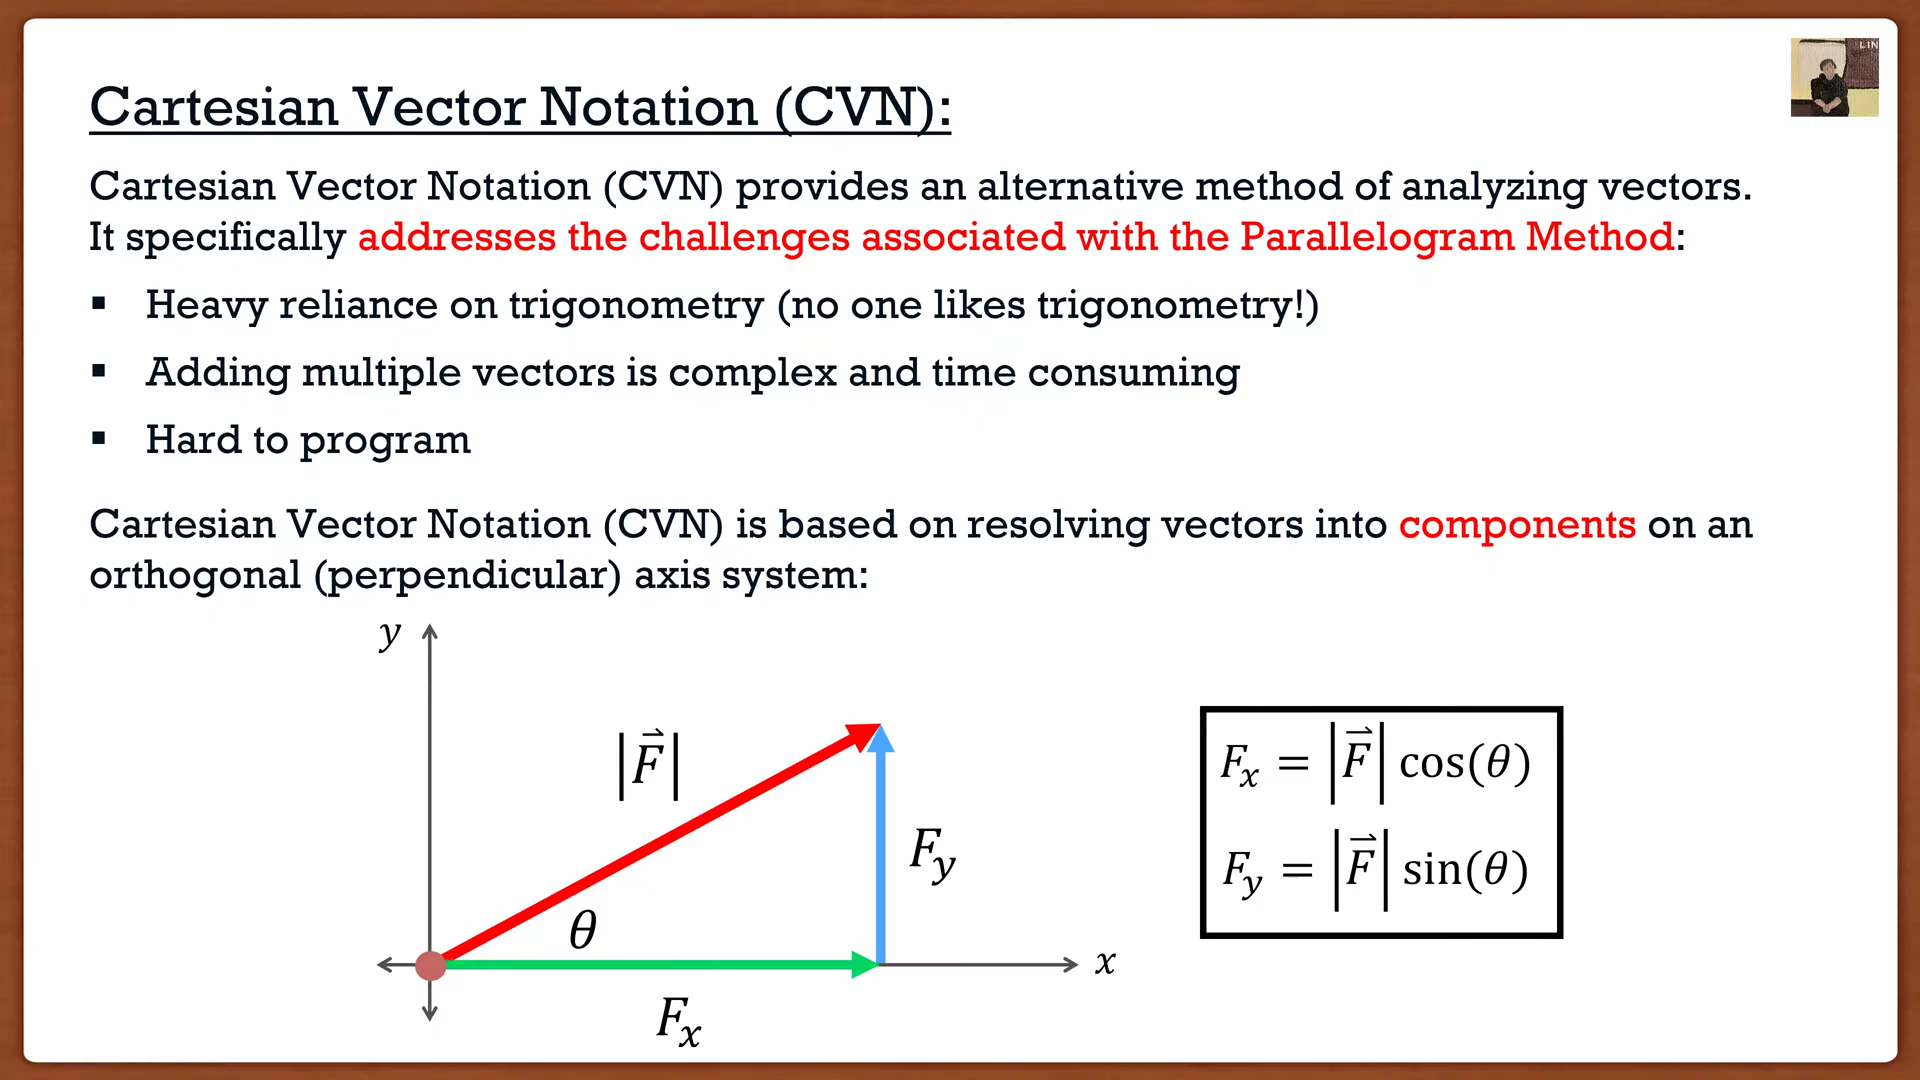 LIN
Cartesian Vector Notation (CVN):
Cartesian Vector Notation (CVN) provides an alternative method of analyzing vectors.
It specifically addresses the challenges associated with the Parallelogram Method:
▪ Heavy reliance on trigonometry (no one likes trigonometry!)
▪ Adding multiple vectors is complex and time consuming
▪ Hard to program
Cartesian Vector Notation (CVN) is based on resolving vectors into components on an
orthogonal (perpendicular) axis system:
y
|F⃗|
F_x = |F⃗| cos(θ)
F_y
F_y = |F⃗| sin(θ)
θ
x
F_x